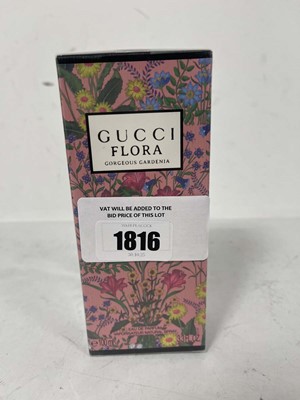 GUCCI
FLORA
GORGEOUS GARDENIA
VAT WILL BE ADDED TO THE
BID PRICE OF THIS LOT
1816